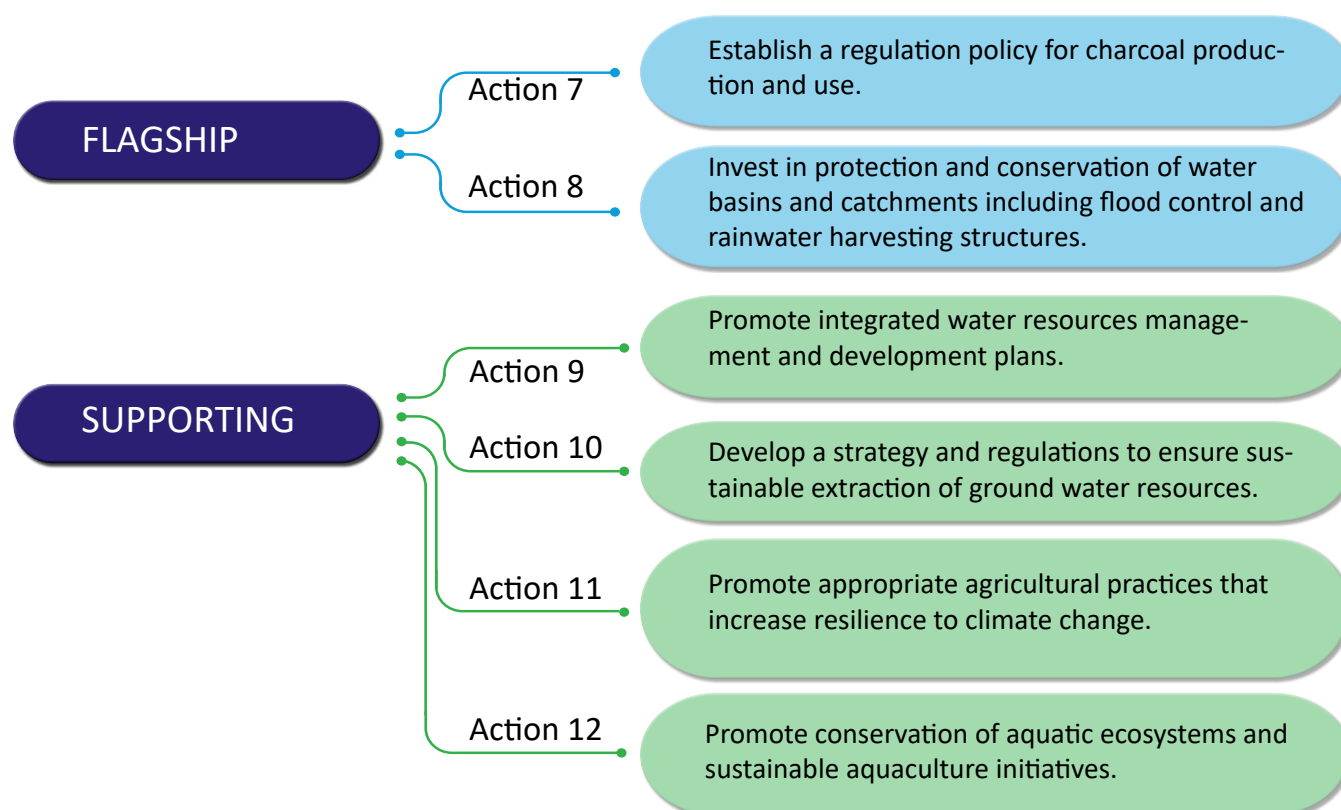 FLAGSHIP
Action 7
Establish a regulation policy for charcoal produc-
tion and use.
Action 8
Invest in protection and conservation of water
basins and catchments including flood control and
rainwater harvesting structures.
SUPPORTING
Action 9
Promote integrated water resources manage-
ment and development plans.
Action 10
Develop a strategy and regulations to ensure sus-
tainable extraction of ground water resources.
Action 11
Promote appropriate agricultural practices that
increase resilience to climate change.
Action 12
Promote conservation of aquatic ecosystems and
sustainable aquaculture initiatives.